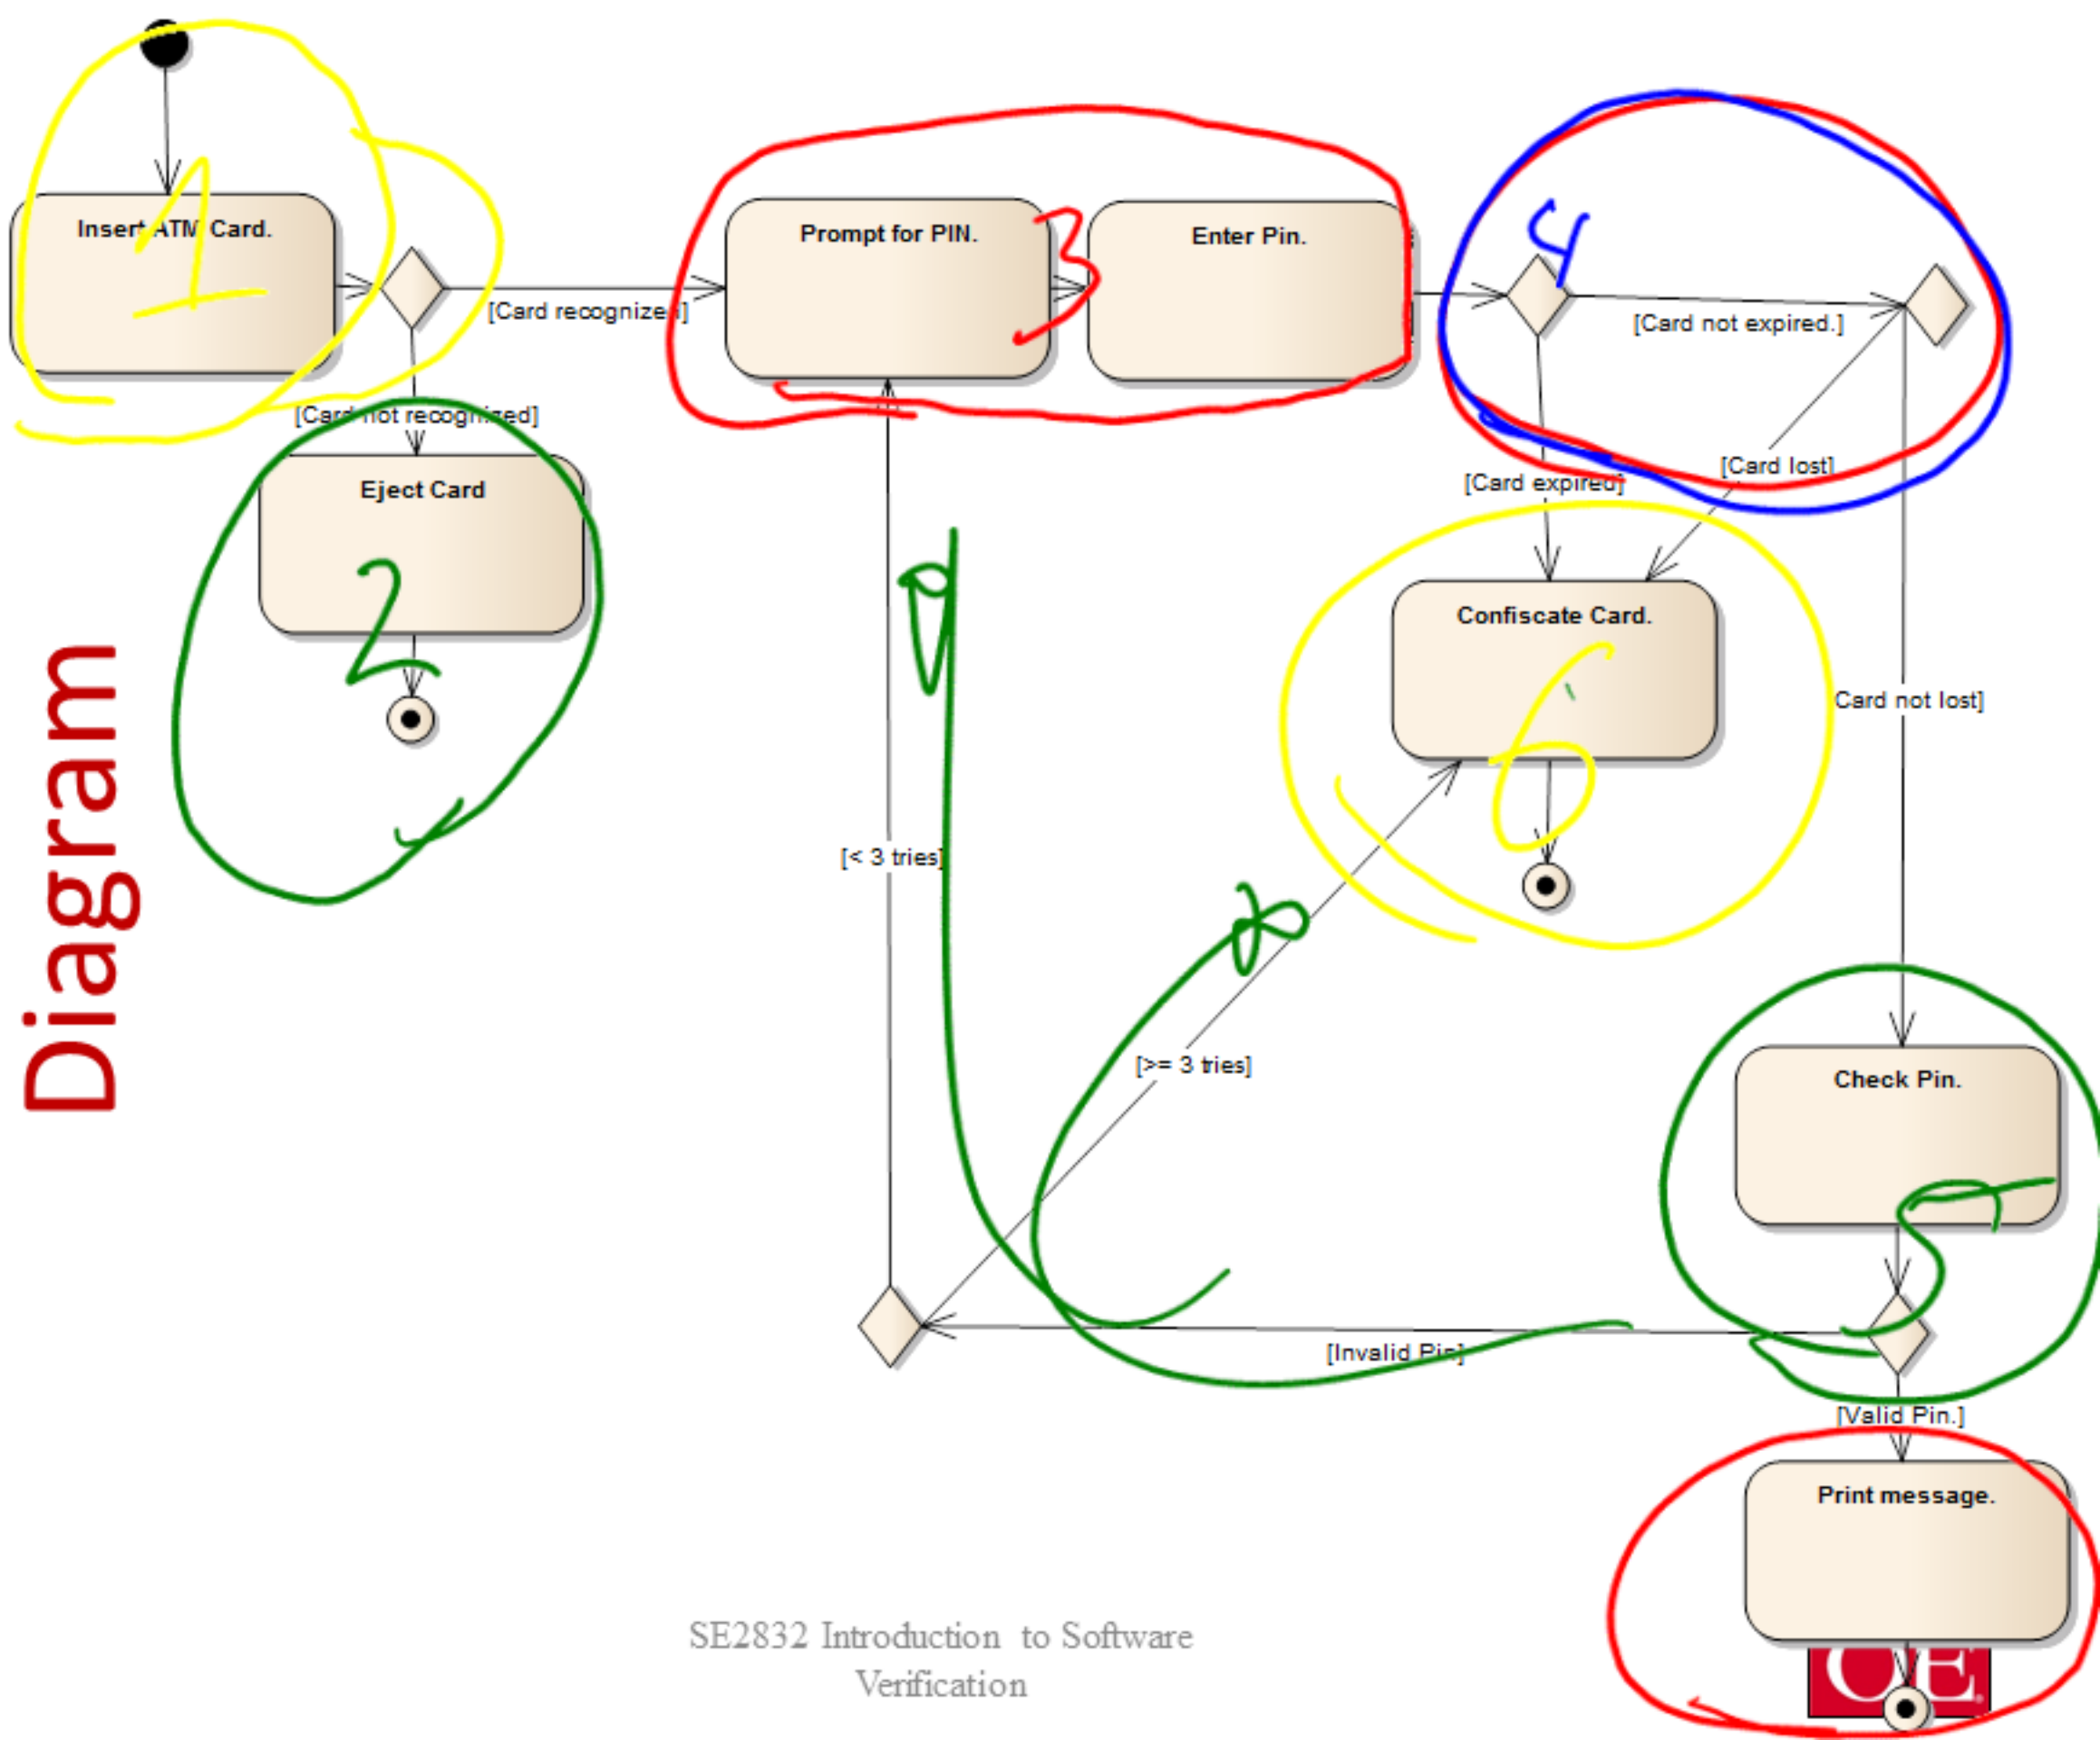 Diagram
Insert ATM Card.
1
[Card recognized]
[Card not recognized]
Eject Card
2
Prompt for PIN.
3
Enter Pin.
4
[Card not expired.]
[Card expired]
[Card lost]
Card not lost]
Confiscate Card.
6
[< 3 tries]
[>= 3 tries]
Check Pin.
5
[Invalid Pin]
[Valid Pin.]
Print message.
SE2832 Introduction to Software
Verification
OE